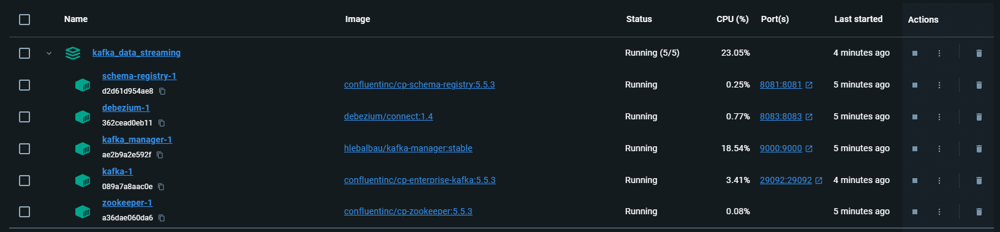 Name Image Status CPU (%) Port(s) Last started Actions
kafka_data_streaming Running (5/5) 23.05% 4 minutes ago
schema-registry-1
confluentinc/cp-schema-registry:5.5.3 Running 0.25% 8081:8081 5 minutes ago
d2d61d954ae8
debezium-1
debezium/connect:1.4 Running 0.77% 8083:8083 5 minutes ago
362cead0eb11
kafka_manager-1
hlebalbau/kafka-manager:stable Running 18.54% 9000:9000 5 minutes ago
ae2b9a2e592f
kafka-1
confluentinc/cp-enterprise-kafka:5.5.3 Running 3.41% 29092:29092 4 minutes ago
089a7a8aac0e
zookeeper-1
confluentinc/cp-zookeeper:5.5.3 Running 0.08% 5 minutes ago
a36dae060da6